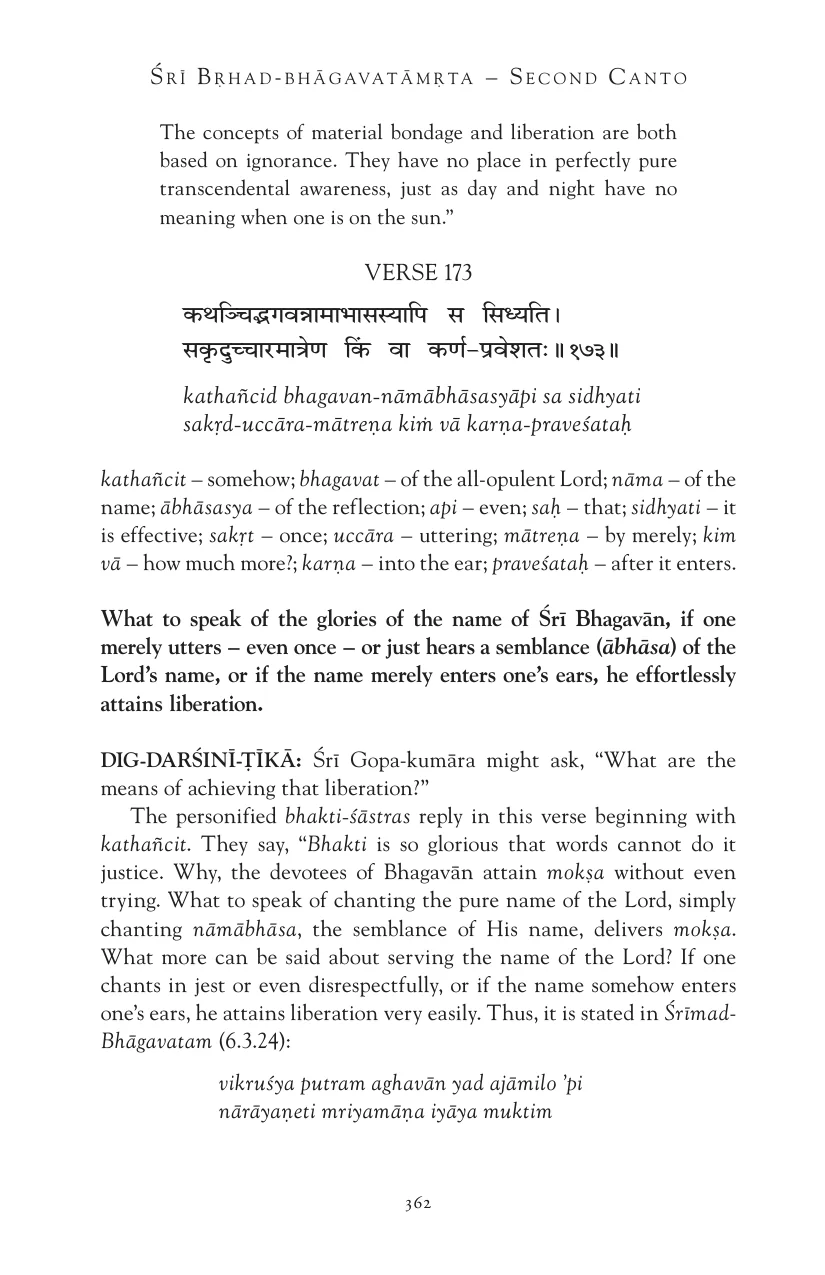 Śrī Bṛhad-bhāgavatāmṛta – Second Canto
The concepts of material bondage and liberation are both
based on ignorance. They have no place in perfectly pure
transcendental awareness, just as day and night have no
meaning when one is on the sun.”
VERSE 173
कथञ्चिद्भगवन्नामाभासस्यापि स सिध्यति।
सकृदुच्चारमात्रेण किं वा कर्ण-प्रवेशतः॥१७३॥
kathañcid bhagavan-nāmābhāsasyāpi sa sidhyati
sakṛd-uccāra-mātreṇa kiṁ vā karṇa-praveśataḥ
kathañcit – somehow; bhagavat – of the all-opulent Lord; nāma – of the
name; ābhāsasya – of the reflection; api – even; saḥ – that; sidhyati – it
is effective; sakṛt – once; uccāra – uttering; mātreṇa – by merely; kim
vā – how much more?; karṇa – into the ear; praveśataḥ – after it enters.
What to speak of the glories of the name of Śrī Bhagavān, if one
merely utters – even once – or just hears a semblance (ābhāsa) of the
Lord’s name, or if the name merely enters one’s ears, he effortlessly
attains liberation.
DIG-DARŚINĪ-ṬĪKĀ: Śrī Gopa-kumāra might ask, “What are the
means of achieving that liberation?”
The personified bhakti-śāstras reply in this verse beginning with
kathañcit. They say, “Bhakti is so glorious that words cannot do it
justice. Why, the devotees of Bhagavān attain mokṣa without even
trying. What to speak of chanting the pure name of the Lord, simply
chanting nāmābhāsa, the semblance of His name, delivers mokṣa.
What more can be said about serving the name of the Lord? If one
chants in jest or even disrespectfully, or if the name somehow enters
one’s ears, he attains liberation very easily. Thus, it is stated in Śrīmad-
Bhāgavatam (6.3.24):
vikruśya putram aghavān yad ajāmilo ’pi
nārāyaṇeti mriyamāṇa iyāya muktim
362